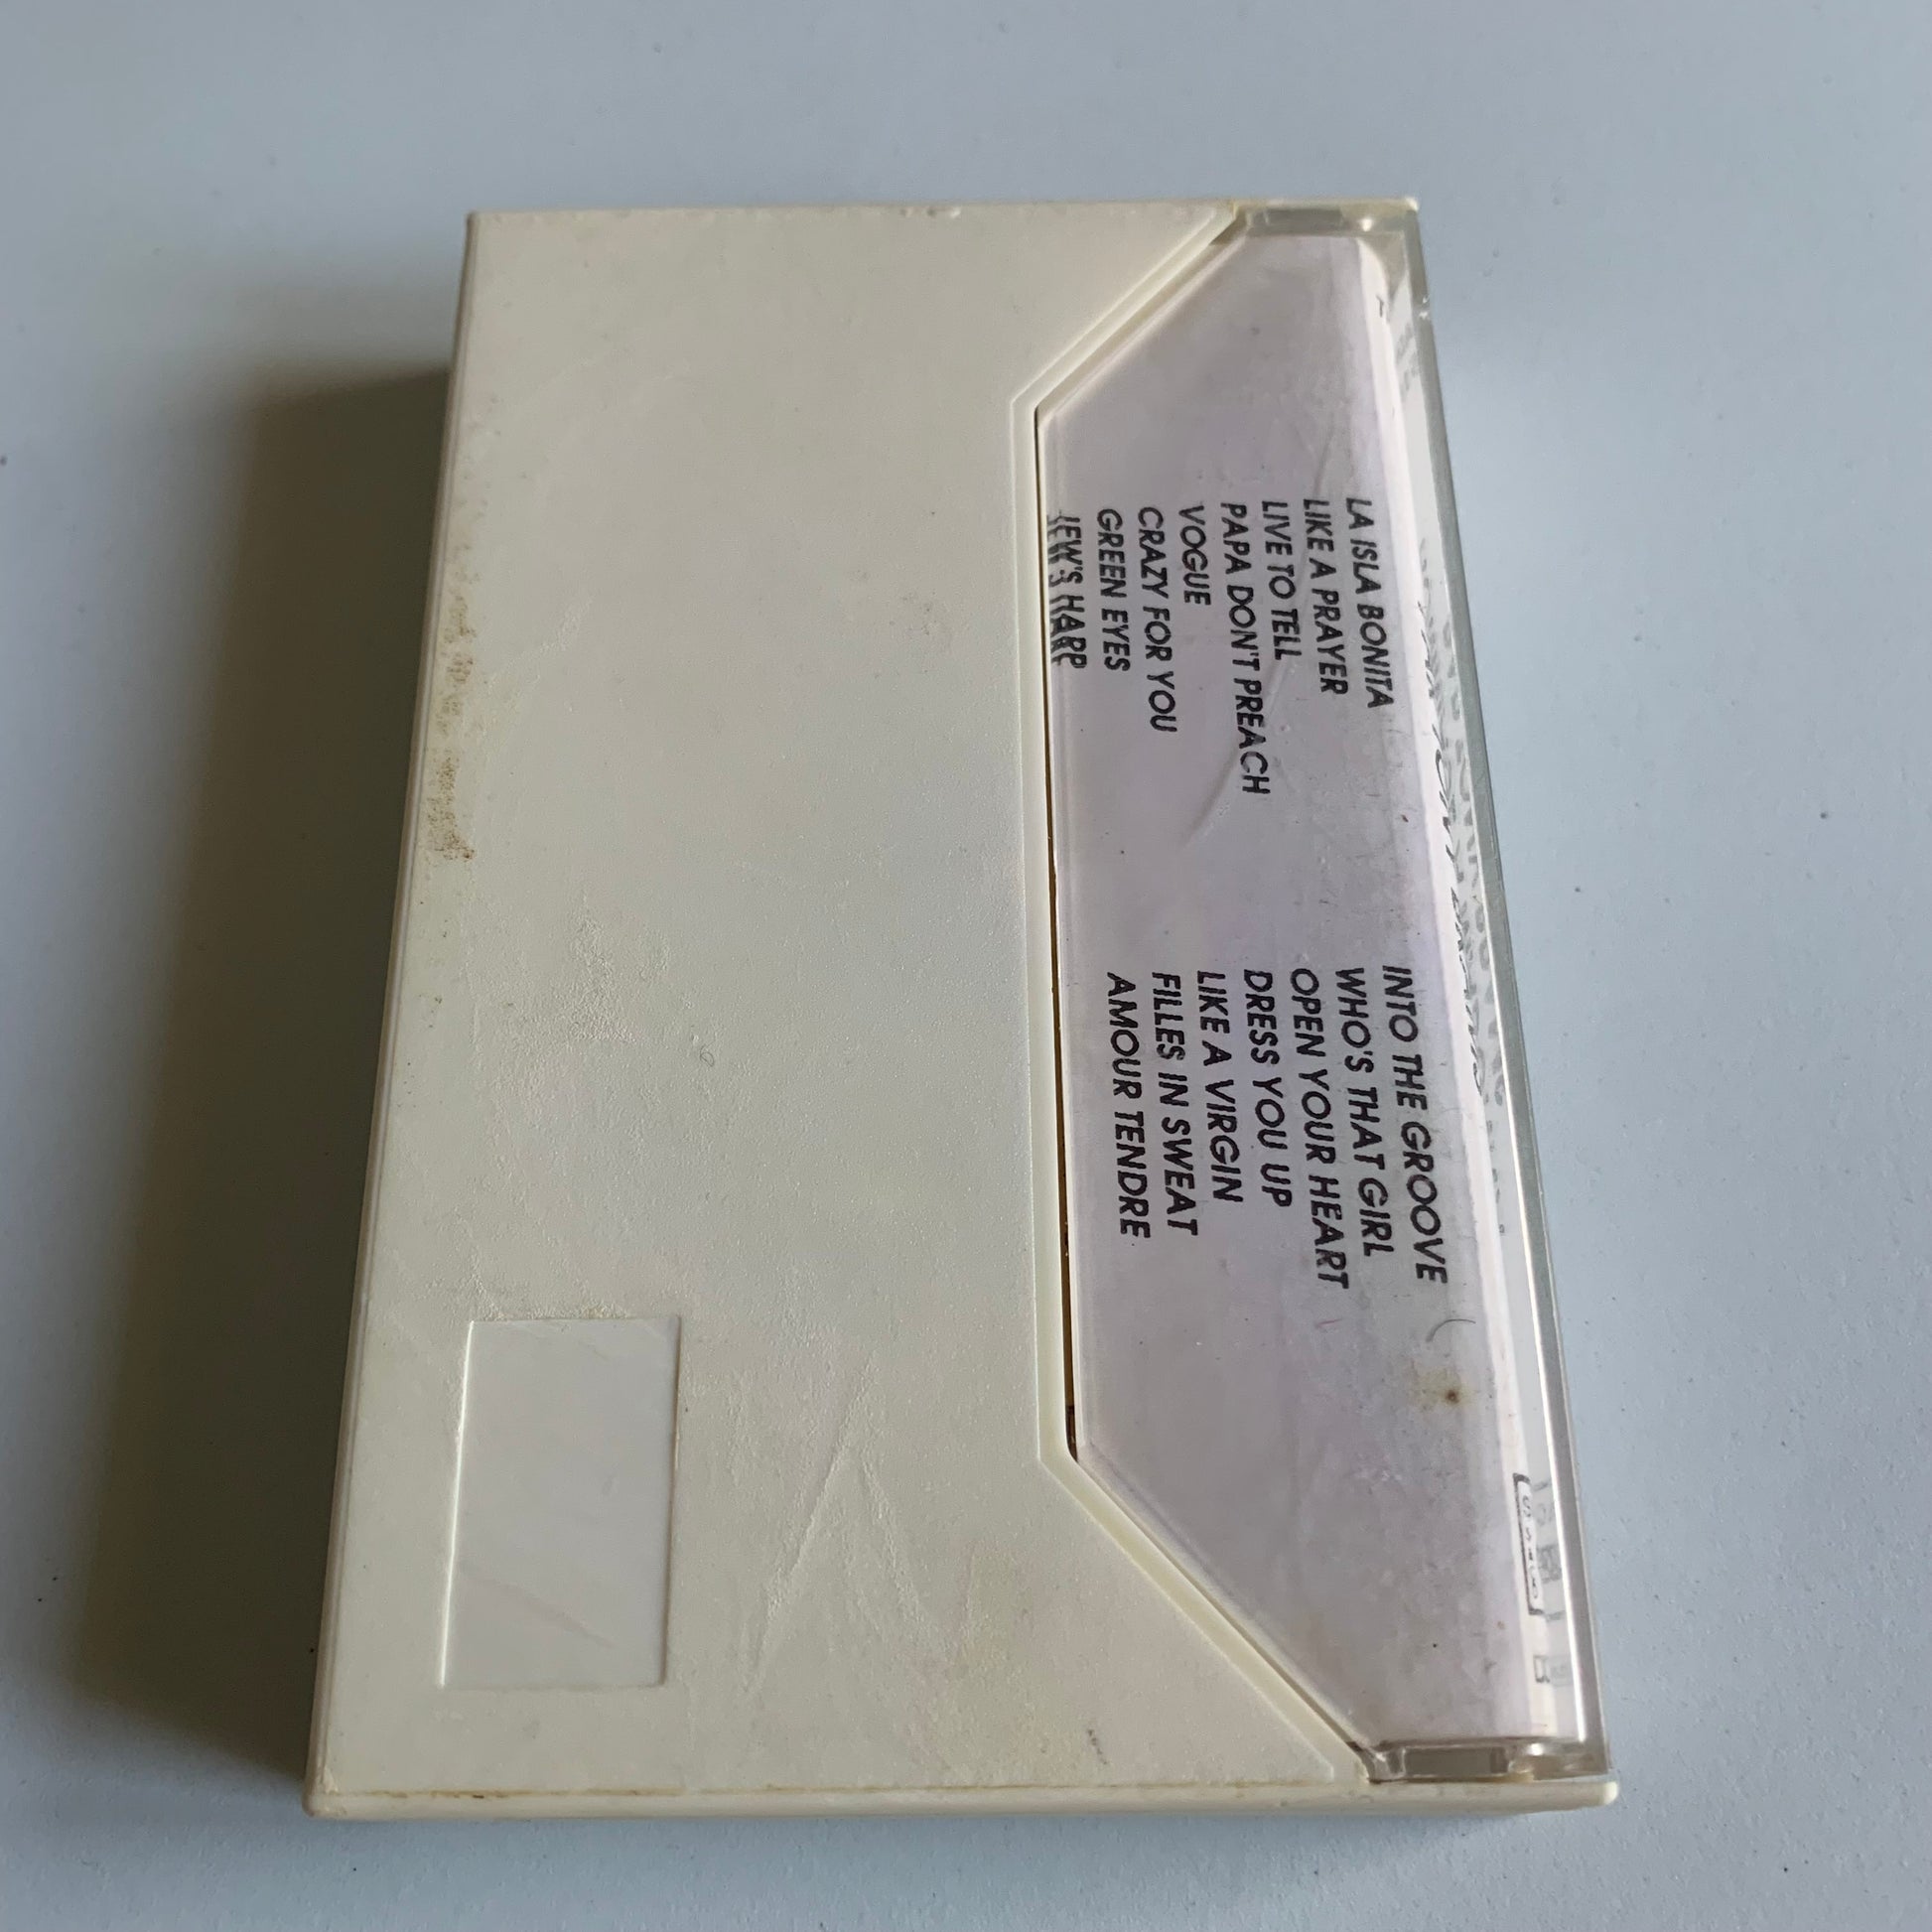 LA ISLA BONITA
LIKE A PRAYER
LIVE TO TELL
PAPA DON'T PREACH
VOGUE
CRAZY FOR YOU
GREEN EYES
JEW'S HARP
INTO THE GROOVE
WHO'S THAT GIRL
OPEN YOUR HEART
DRESS YOU UP
LIKE A VIRGIN
FILLES IN SWEAT
AMOUR TENDRE